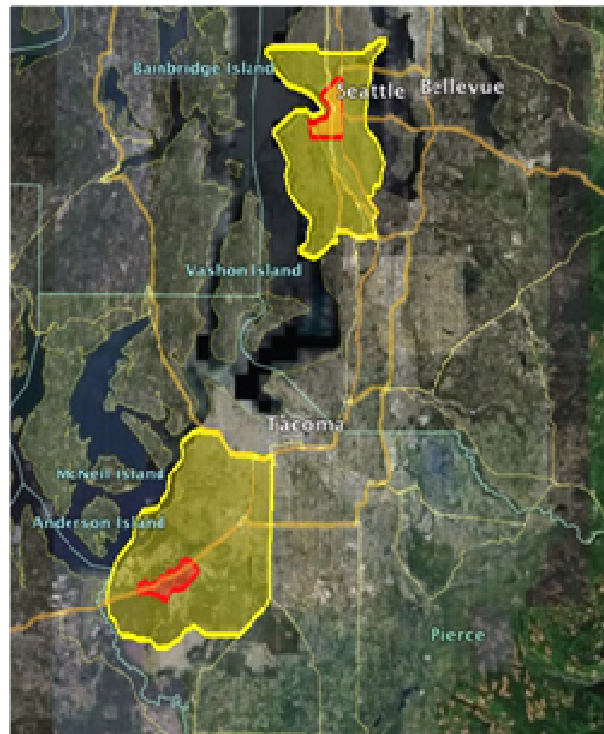 Bainbridge Island
Seattle
Bellevue
Vashon Island
Tacoma
McNeil Island
Anderson Island
Pierce